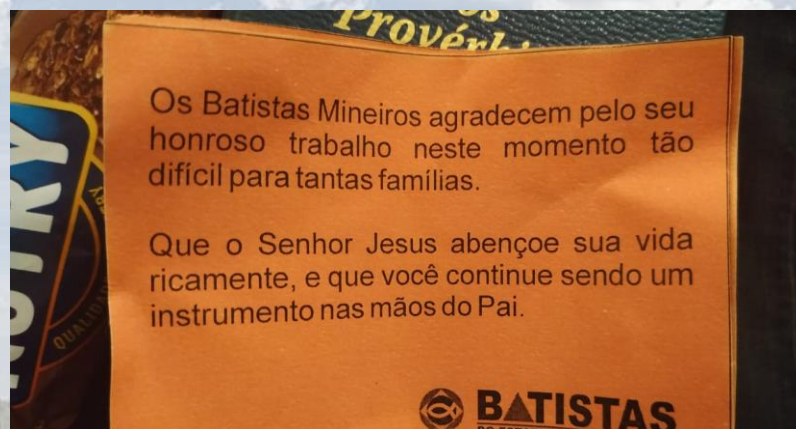 Provérbi
Os Batistas Mineiros agradecem pelo seu
honroso trabalho neste momento tão
difícil para tantas famílias.
Que o Senhor Jesus abençoe sua vida
ricamente, e que você continue sendo um
instrumento nas mãos do Pai.
BATISTAS